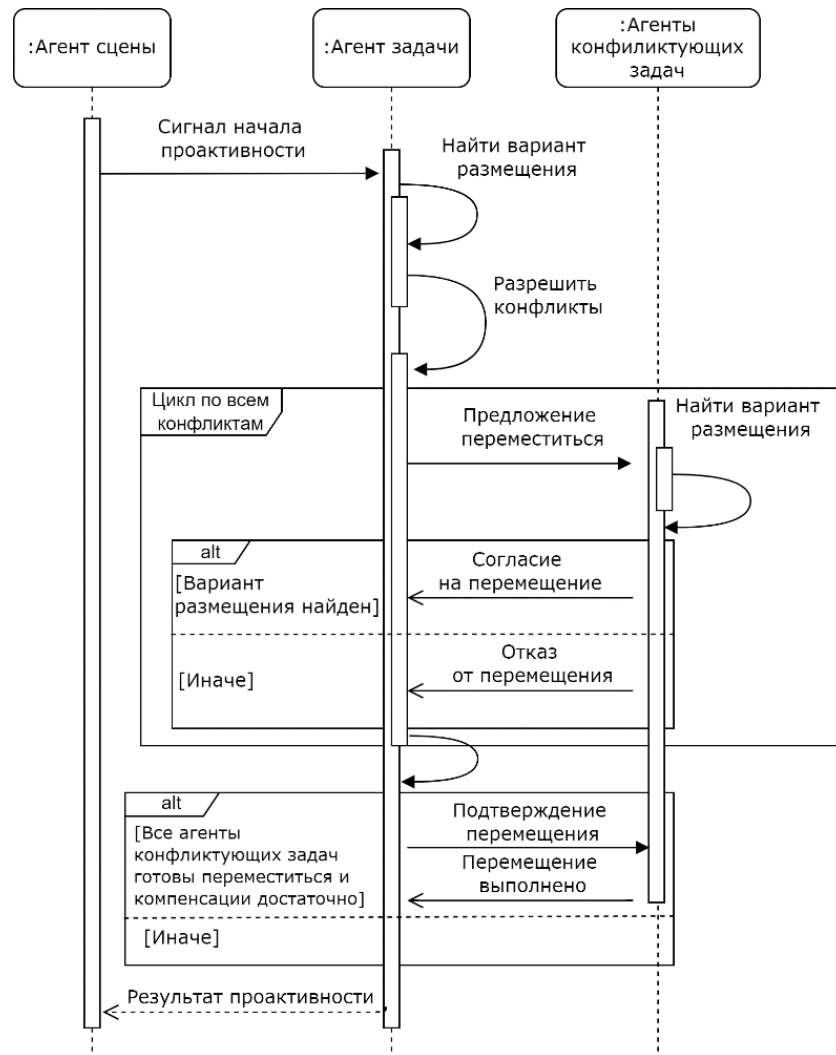 :Агент сцены
:Агент задачи
:Агенты
конфиликтующих
задач
Сигнал начала
проактивности
Найти вариант
размещения
Разрешить
конфликты
Цикл по всем
конфликтам
Предложение
переместиться
Найти вариант
размещения
alt
[Вариант
размещения найден]
Согласие
на перемещение
[Иначе]
Отказ
от перемещения
alt
[Все агенты
конфликтующих задач
готовы переместиться и
компенсации достаточно]
Подтверждение
перемещения
Перемещение
выполнено
[Иначе]
Результат проактивности